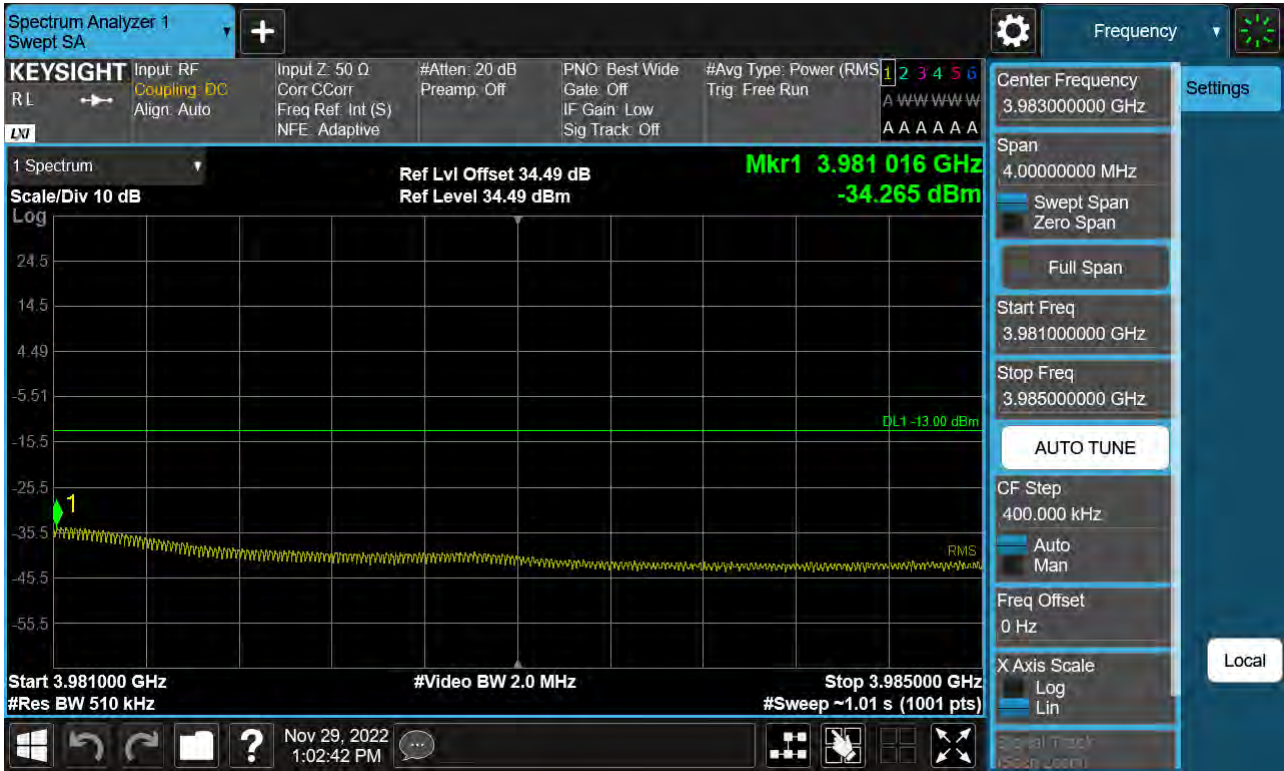 Spectrum Analyzer 1
Swept SA
+
Frequency
KEYSIGHT
RL
LXI
Input: RF
Coupling: DC
Align: Auto
Input Z: 50 Ω
Corr CCorr
Freq Ref: Int (S)
NFE: Adaptive
#Atten: 20 dB
Preamp: Off
PNO: Best Wide
Gate: Off
IF Gain: Low
Sig Track: Off
#Avg Type: Power (RMS
Trig: Free Run
1 2 3 4 5 6
A W W W W W
A A A A A A
1 Spectrum
Scale/Div 10 dB
Log
Ref Lvl Offset 34.49 dB
Ref Level 34.49 dBm
Mkr1 3.981 016 GHz
-34.265 dBm
24.5
14.5
4.49
-5.51
DL1 -13.00 dBm
-15.5
-25.5
1
-35.5
RMS
-45.5
-55.5
Start 3.981000 GHz
#Video BW 2.0 MHz
Stop 3.985000 GHz
#Res BW 510 kHz
#Sweep ~1.01 s (1001 pts)
Center Frequency
3.983000000 GHz
Settings
Span
4.00000000 MHz
Swept Span
Zero Span
Full Span
Start Freq
3.981000000 GHz
Stop Freq
3.985000000 GHz
AUTO TUNE
CF Step
400.000 kHz
Auto
Man
Freq Offset
0 Hz
X Axis Scale
Log
Lin
Local
Signal Track
(Span Zoom)
?
Nov 29, 2022
1:02:42 PM